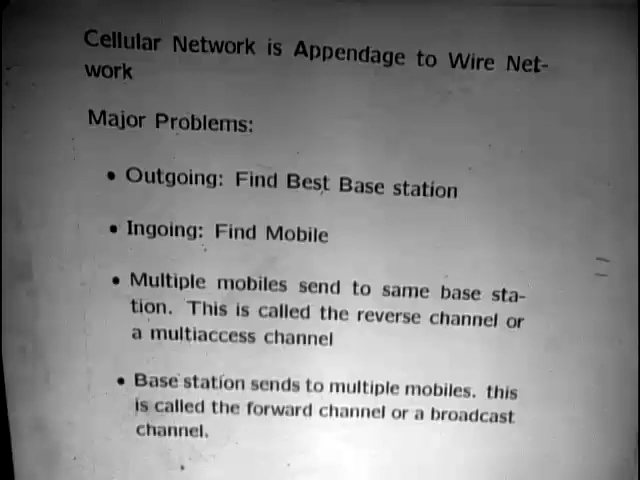 Cellular Network is Appendage to Wire Net-
work
Major Problems:
• Outgoing: Find Best Base station
• Ingoing: Find Mobile
• Multiple mobiles send to same base sta-
tion. This is called the reverse channel or
a multiaccess channel
• Base station sends to multiple mobiles. this
is called the forward channel or a broadcast
channel.